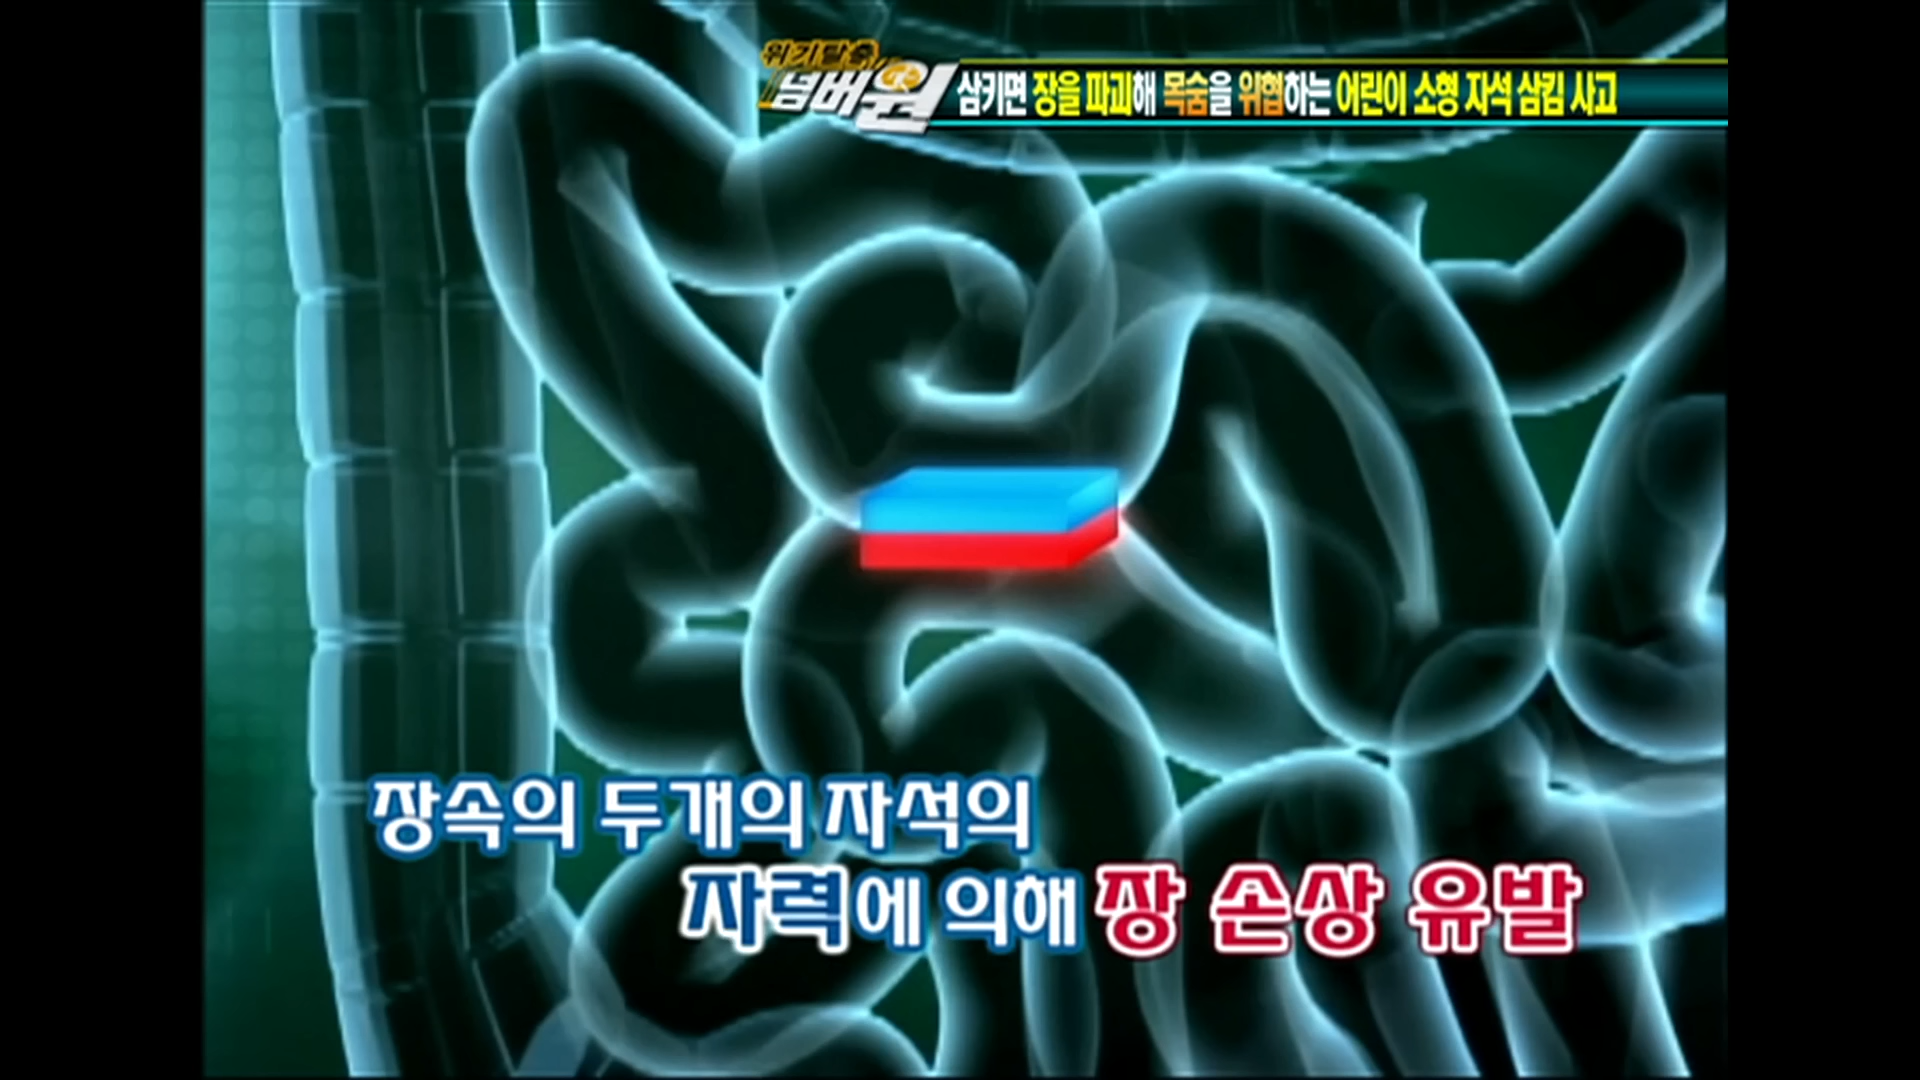 위기탈출
넘버원
삼키면 장을 파괴해 목숨을 위협하는 어린이 소형 자석 삼킴 사고
장속의 두개의 자석의
자력에 의해 장 손상 유발